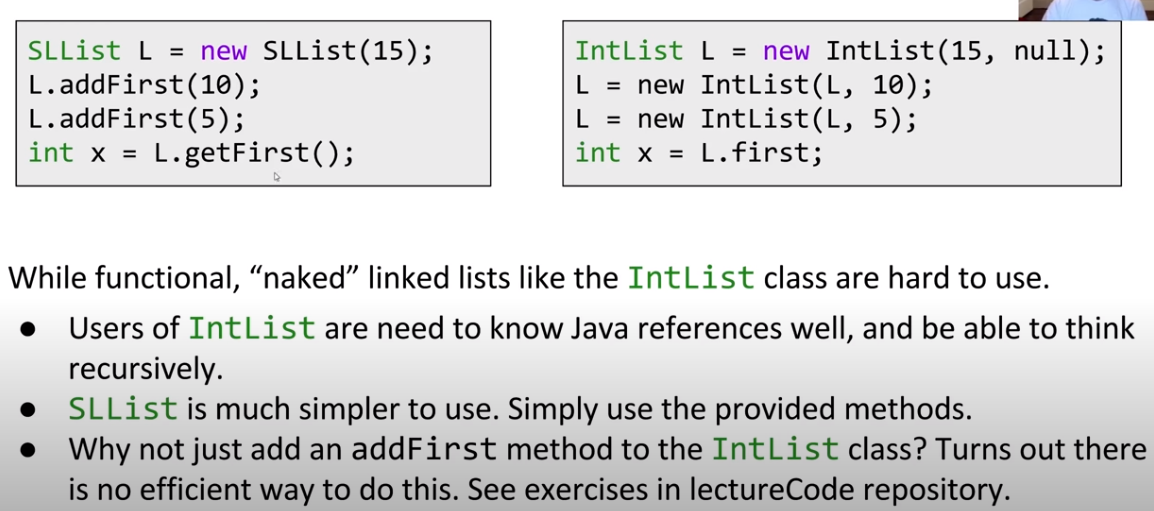 SLList L = new SLList(15);
L.addFirst(10);
L.addFirst(5);
int x = L.getFirst();
IntList L = new IntList(15, null);
L = new IntList(L, 10);
L = new IntList(L, 5);
int x = L.first;
While functional, “naked” linked lists like the IntList class are hard to use.
● Users of IntList are need to know Java references well, and be able to think
recursively.
● SLList is much simpler to use. Simply use the provided methods.
● Why not just add an addFirst method to the IntList class? Turns out there
is no efficient way to do this. See exercises in lectureCode repository.